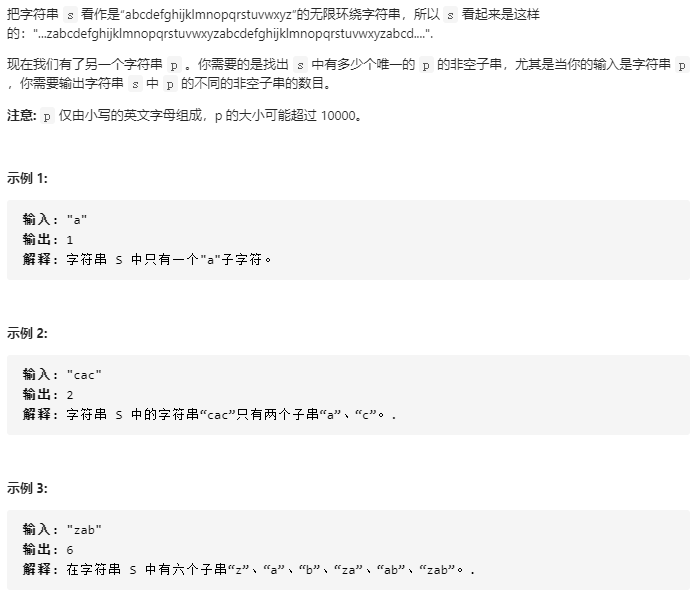 把字符串 s 看作是“abcdefghijklmnopqrstuvwxyz”的无限环绕字符串，所以 s 看起来是这样
的："...zabcdefghijklmnopqrstuvwxyzabcdefghijklmnopqrstuvwxyzabcd....".
现在我们有了另一个字符串 p 。你需要的是找出 s 中有多少个唯一的 p 的非空子串，尤其是当你的输入是字符串 p
，你需要输出字符串 s 中 p 的不同的非空子串的数目。
注意: p 仅由小写的英文字母组成，p 的大小可能超过 10000。
示例 1:
输入: "a"
输出: 1
解释: 字符串 S 中只有一个"a"子字符。
示例 2:
输入: "cac"
输出: 2
解释: 字符串 S 中的字符串“cac”只有两个子串“a”、“c”。.
示例 3:
输入: "zab"
输出: 6
解释: 在字符串 S 中有六个子串“z”、“a”、“b”、“za”、“ab”、“zab”。.